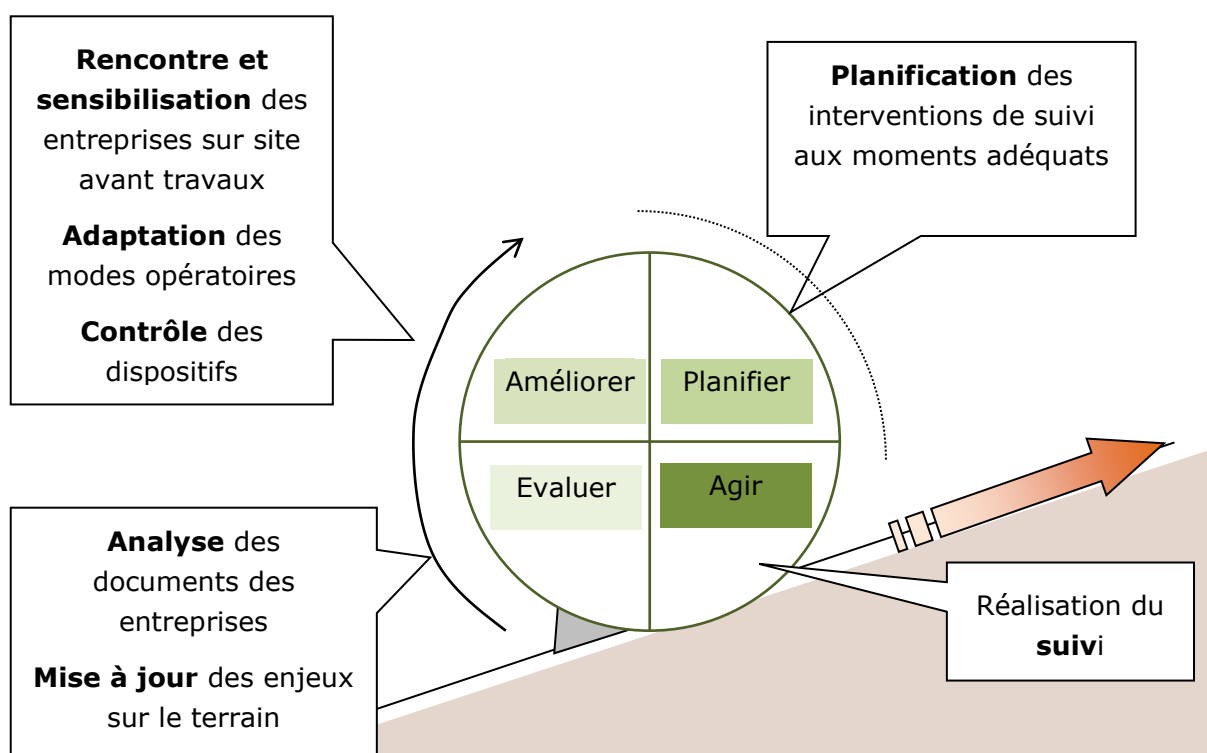 Rencontre et
sensibilisation des
entreprises sur site
avant travaux
Adaptation des
modes opératoires
Contrôle des
dispositifs
Planification des
interventions de suivi
aux moments adéquats
Améliorer
Planifier
Evaluer
Agir
Analyse des
documents des
entreprises
Mise à jour des enjeux
sur le terrain
Réalisation du
suivi